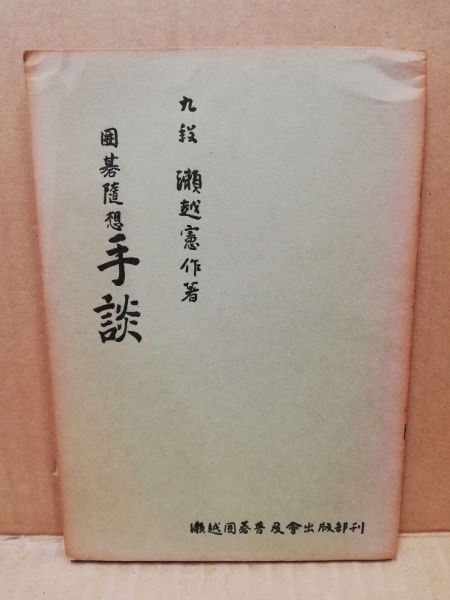 九段 瀬越憲作著
囲碁隨想 手談
瀬越囲碁普及會出版部刊